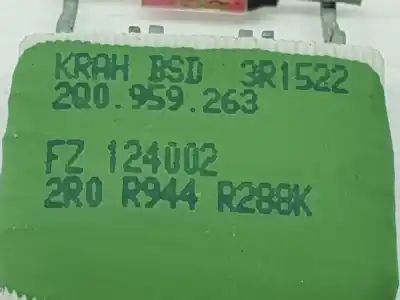 KRAH BSD 3R1522
2Q0.959.263
FZ 124002
2R0 R944 R288K